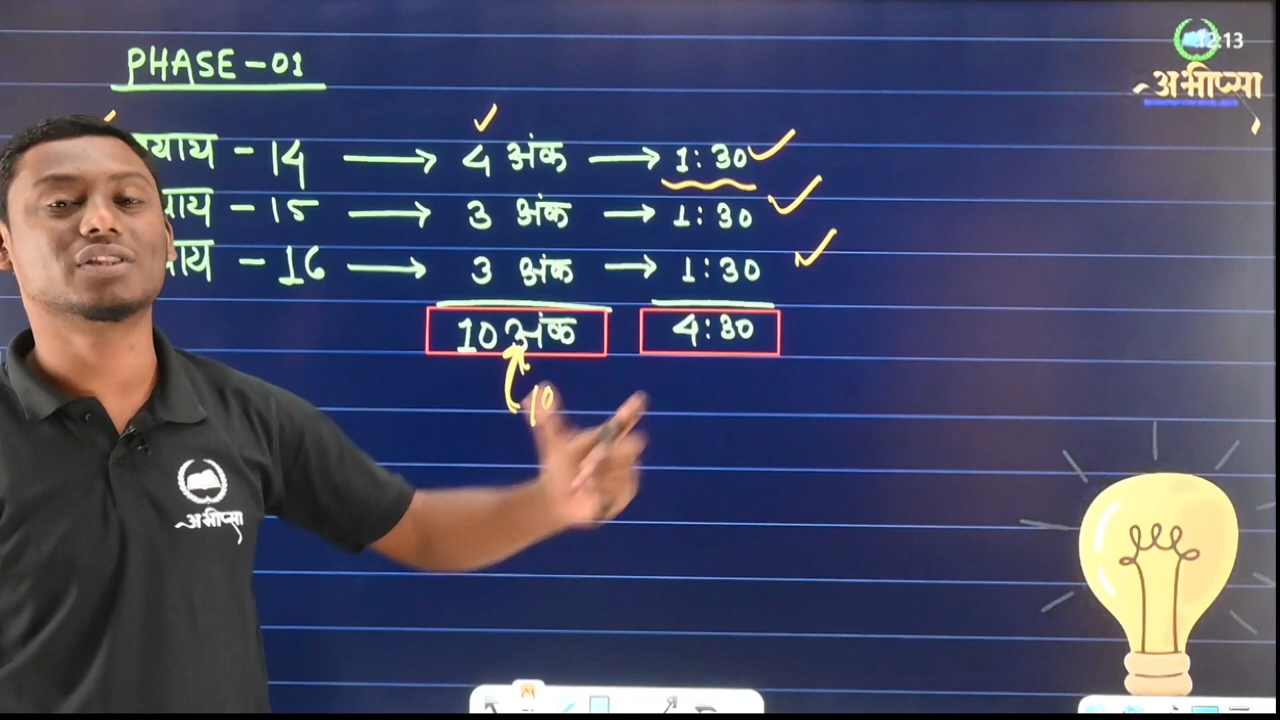 PHASE-01
12:13
अभीप्सा
याय - 14 → 4 अंक → 1:30
याय - 15 → 3 अंक → 1:30
याय - 16 → 3 अंक → 1:30
10 अंक 4:30
10
अभीप्सा